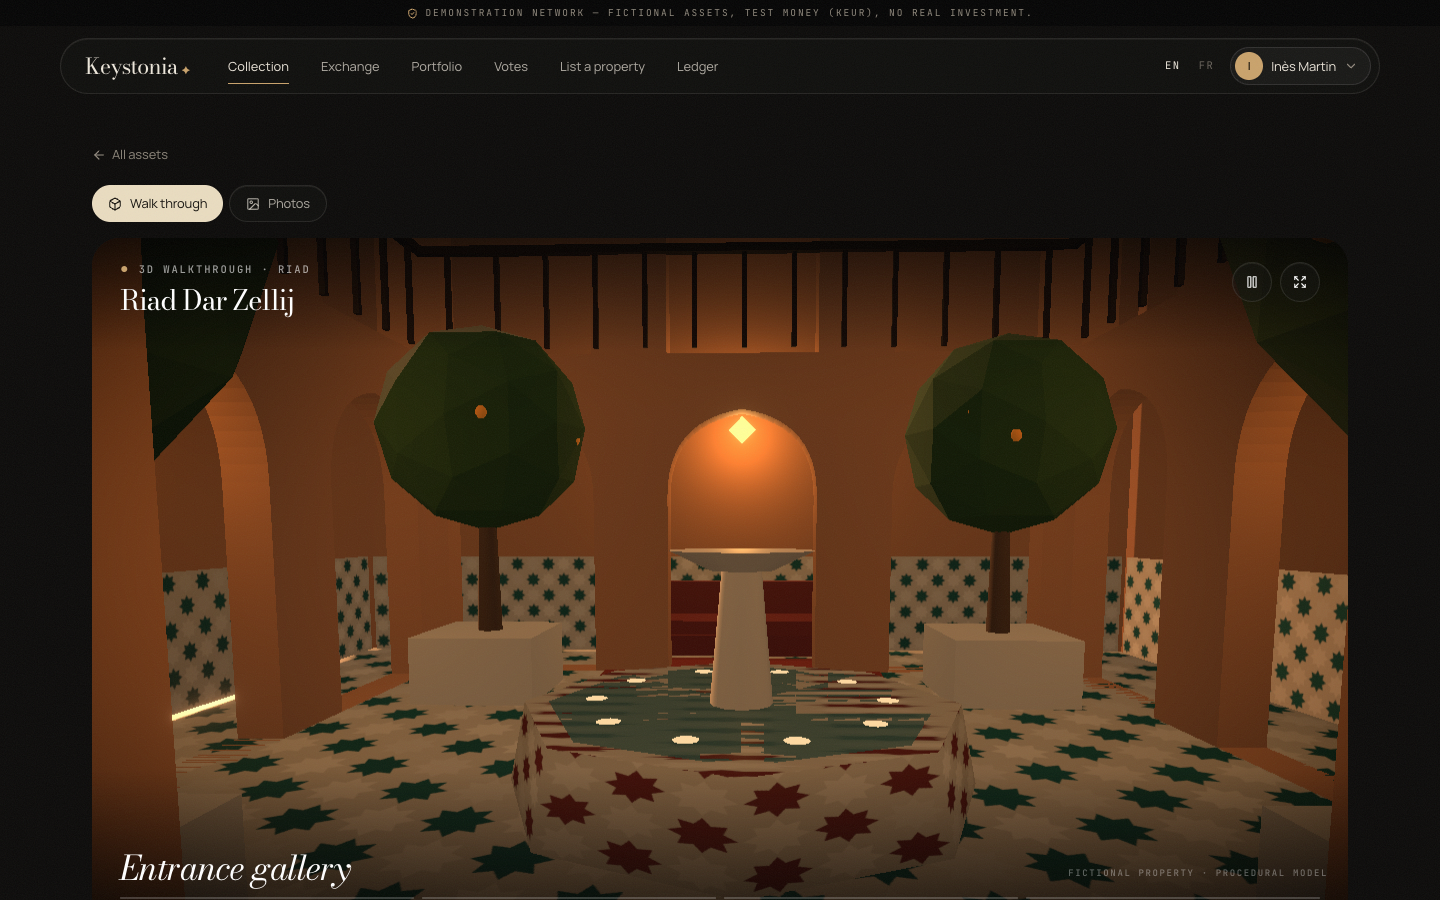 DEMONSTRATION NETWORK — FICTIONAL ASSETS, TEST MONEY (KEUR), NO REAL INVESTMENT.
Keystonia
Collection
Exchange
Portfolio
Votes
List a property
Ledger
EN
FR
I
Inès Martin
All assets
Walk through
Photos
3D WALKTHROUGH · RIAD
Riad Dar Zellij
Entrance gallery
FICTIONAL PROPERTY · PROCEDURAL MODEL